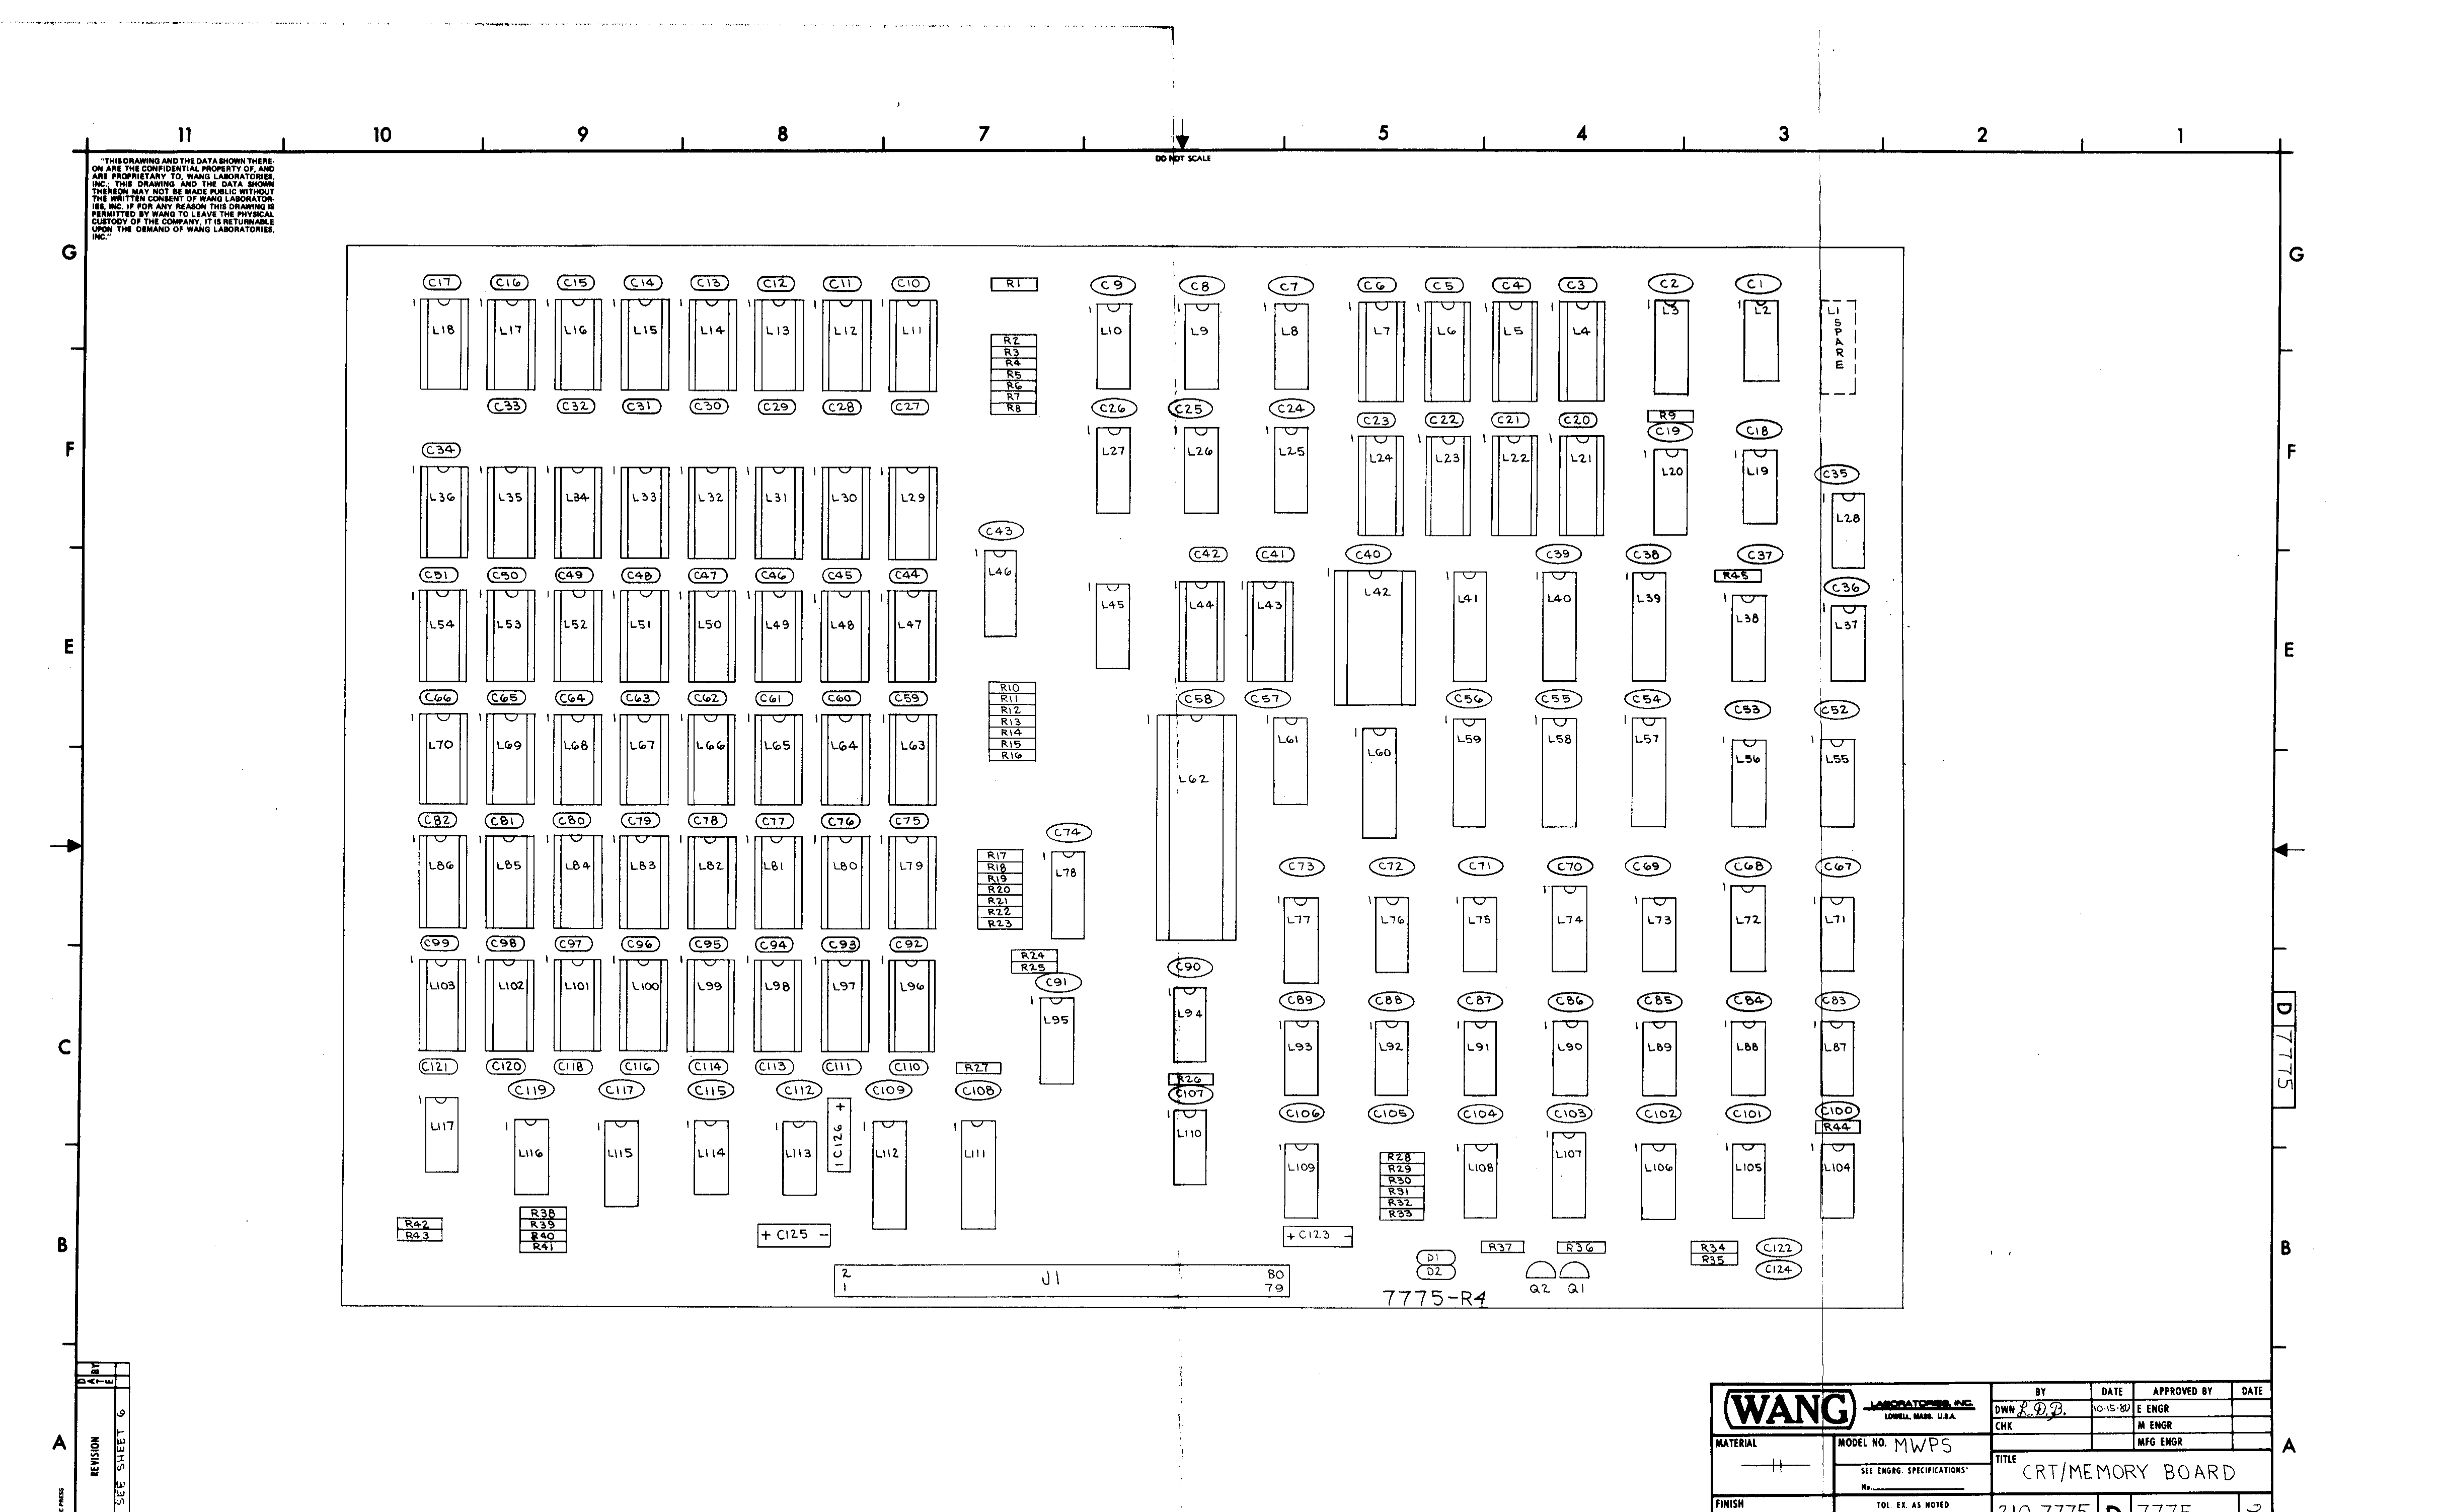 11 10 9 8 7 5 4 3 2 1
DO NOT SCALE
"THIS DRAWING AND THE DATA SHOWN THERE-
ON ARE THE CONFIDENTIAL PROPERTY OF, AND
ARE PROPRIETARY TO, WANG LABORATORIES,
INC.; THIS DRAWING AND THE DATA SHOWN
THEREON MAY NOT BE MADE PUBLIC WITHOUT
THE WRITTEN CONSENT OF WANG LABORATOR-
IES, INC. IF FOR ANY REASON THIS DRAWING IS
PERMITTED BY WANG TO LEAVE THE PHYSICAL
CUSTODY OF THE COMPANY, IT IS RETURNABLE
UPON THE DEMAND OF WANG LABORATORIES,
INC."
G G
C17 C16 C15 C14 C13 C12 C11 C10 R1 C9 C8 C7 C6 C5 C4 C3 C2 C1
L18 L17 L16 L15 L14 L13 L12 L11 L10 L9 L8 L7 L6 L5 L4 L3 L2 L1 SPARE
R2
R3
R4
R5
R6
R7
R8
C33 C32 C31 C30 C29 C28 C27 C26 C25 C24 C23 C22 C21 C20 R9 C19 C18
F F
C34
L27 L26 L25 L24 L23 L22 L21 L20 L19 C35
L36 L35 L34 L33 L32 L31 L30 L29 L28
C43 C42 C41 C40 C39 C38 C37
C51 C50 C49 C48 C47 C46 C45 C44 L46 R45 C36
L54 L53 L52 L51 L50 L49 L48 L47 L45 L44 L43 L42 L41 L40 L39 L38 L37
E E
C66 C65 C64 C63 C62 C61 C60 C59 C58 C57 C56 C55 C54 C53 C52
R10
R11
R12
R13
R14
R15
R16
L70 L69 L68 L67 L66 L65 L64 L63 L62 L61 L60 L59 L58 L57 L56 L55
C82 C81 C80 C79 C78 C77 C76 C75 C74
L86 L85 L84 L83 L82 L81 L80 L79 L78 C73 C72 C71 C70 C69 C68 C67
R17
R18
R19
R20
R21
R22
R23
L77 L76 L75 L74 L73 L72 L71
C99 C98 C97 C96 C95 C94 C93 C92
R24
R25
C91 C90
L103 L102 L101 L100 L99 L98 L97 L96 L95 L94 C89 C88 C87 C86 C85 C84 C83
D 7775
C L93 L92 L91 L90 L89 L88 L87
C121 C120 C118 C116 C114 C113 C111 C110 R27 R26
C119 C117 C115 C112 C109 C108 C107
C106 C105 C104 C103 C102 C101 C100
R44
L117 L116 L115 L114 L113 C126 + L112 L111 L110 L109 L108 L107 L106 L105 L104
R28
R29
R30
R31
R32
R33
R42
R43
R38
R39
R40
R41
B B
+ C125 - + C123 - R37 R36 R34 C122
R35 C124
D1
D2
2 J1 80
1 79
Q2 Q1
7775-R4
A A
DATE BY
REVISION
SEE SHEET 6
WANG
LABORATORIES, INC.
LOWELL, MASS. U.S.A.
BY DATE APPROVED BY DATE
DWN L.D.B. 10-15-80 E ENGR
CHK M ENGR
MFG ENGR
MATERIAL
MODEL NO. MWPS
SEE ENGRG. SPECIFICATIONS
No.
TITLE
CRT/MEMORY BOARD
FINISH
TOL. EX. AS NOTED
210-7775 D 7775